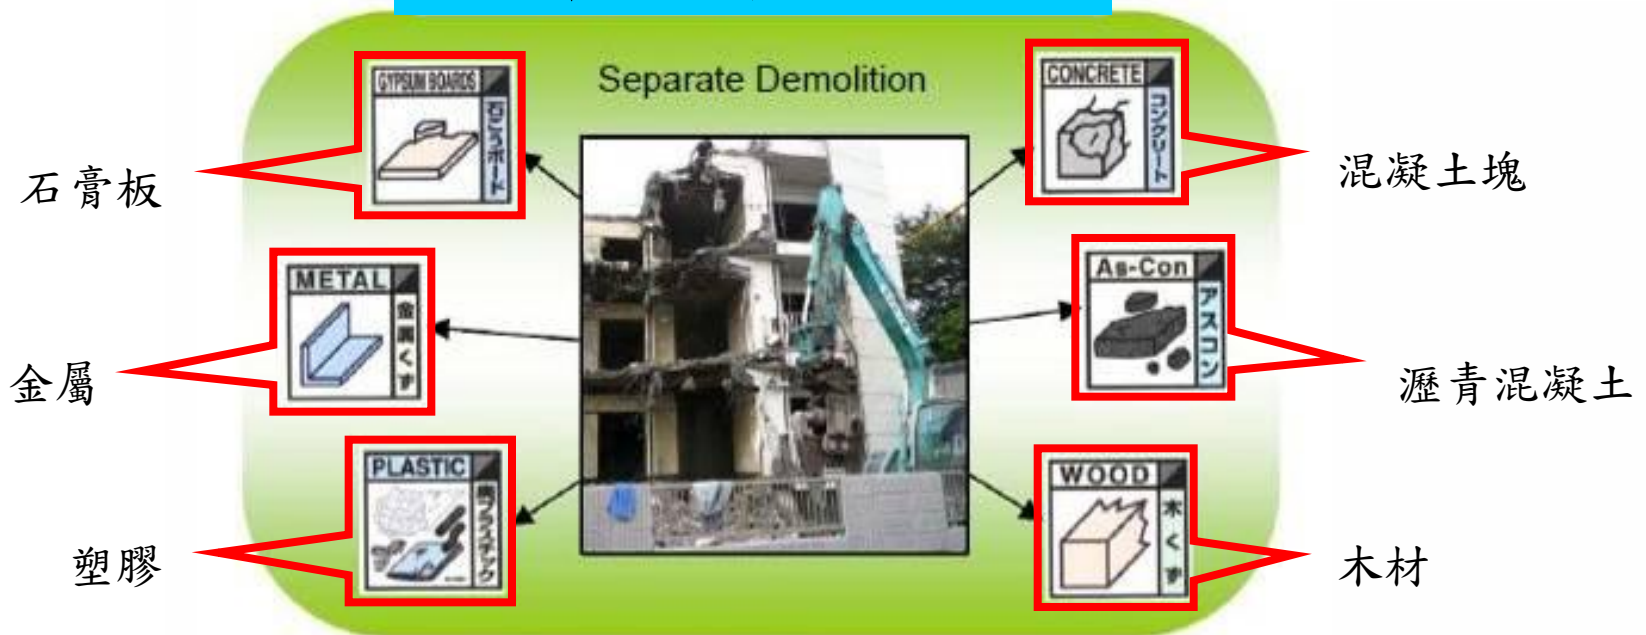 Separate Demolition
GYPSUM BOARDS
石こうボード
石膏板
CONCRETE
コンクリート
混凝土塊
METAL
金属くず
金屬
As-Con
アスコン
瀝青混凝土
PLASTIC
廃プラスチック
塑膠
WOOD
木くず
木材